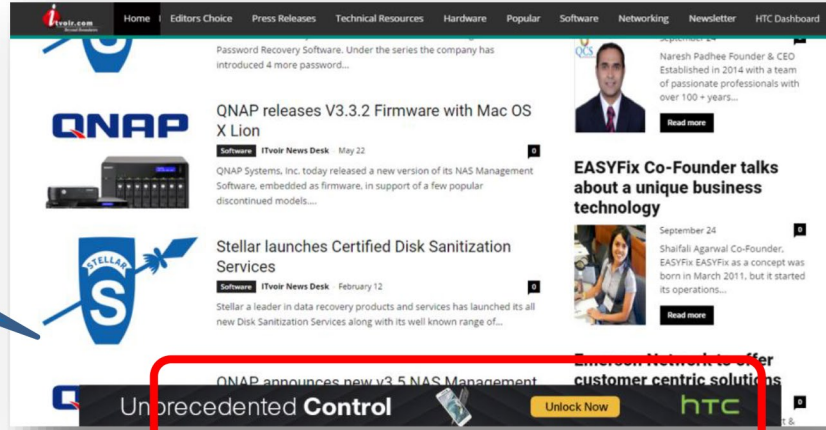 itvoir.com
Beyond Boundaries
Home
Editors Choice
Press Releases
Technical Resources
Hardware
Popular
Software
Networking
Newsletter
HTC Dashboard
Password Recovery Software. Under the series the company has
introduced 4 more password...
QNAP
QNAP releases V3.3.2 Firmware with Mac OS
X Lion
Software ITvoir News Desk - May 22 0
QNAP Systems, Inc. today released a new version of its NAS Management
Software, embedded as firmware, in support of a few popular
discontinued models....
STELLAR
S
Stellar launches Certified Disk Sanitization
Services
Software ITvoir News Desk - February 12 0
Stellar a leader in data recovery products and services has launched its all
new Disk Sanitization Services along with its well known range of...
QNAP announces new v3.5 NAS Management
QCS
September 24
Naresh Padhee Founder & CEO
Established in 2014 with a team
of passionate professionals with
over 100 + years...
Read more
EASYFix Co-Founder talks
about a unique business
technology
September 24 0
Shaifali Agarwal Co-Founder,
EASYFix EASYFix as a concept was
born in March 2011, but it started
its operations...
Read more
Emerson Network to offer
customer centric solutions
0
Unprecedented Control
Unlock Now
hTC